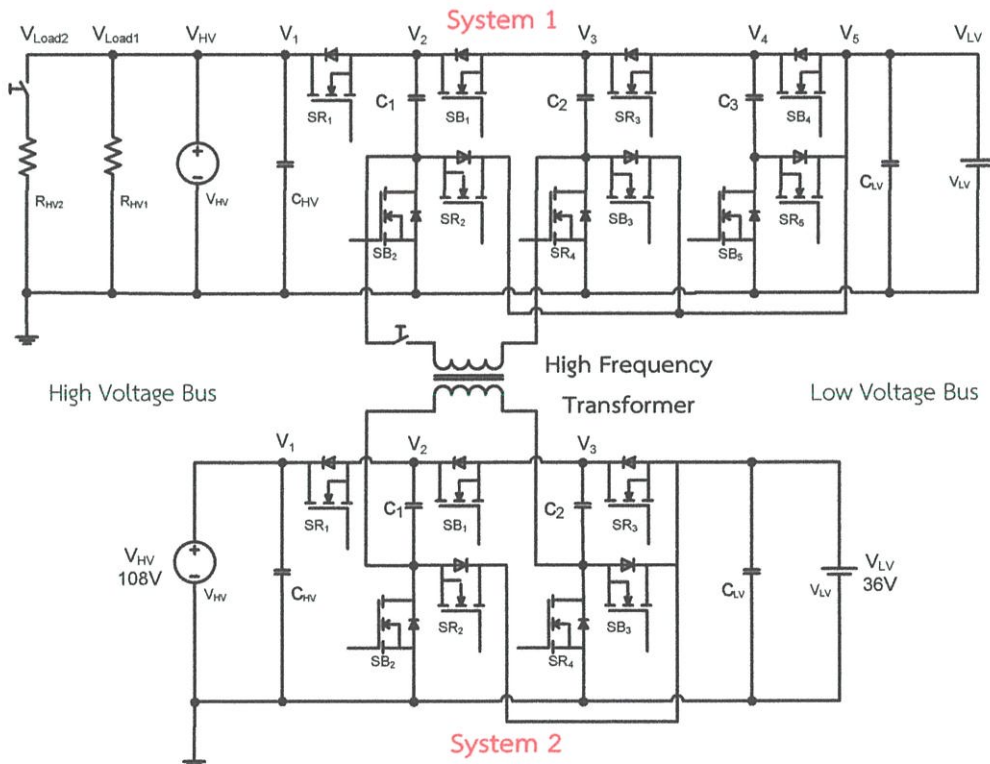 System 1
VLoad2 VLoad1 VHV V1 V2 V3 V4 V5 VLV
C1 C2 C3
SR1 SB1 SR3 SB4
RHV2 RHV1 VHV CHV CLV VLV
SR2 SB3 SR5
SB2 SR4 SB5
High Frequency
Transformer
High Voltage Bus
Low Voltage Bus
V1 V2 V3
C1 C2
SR1 SB1 SR3
VHV
108V
VHV CHV CLV VLV
VLV
36V
SR2 SB3
SB2 SR4
System 2